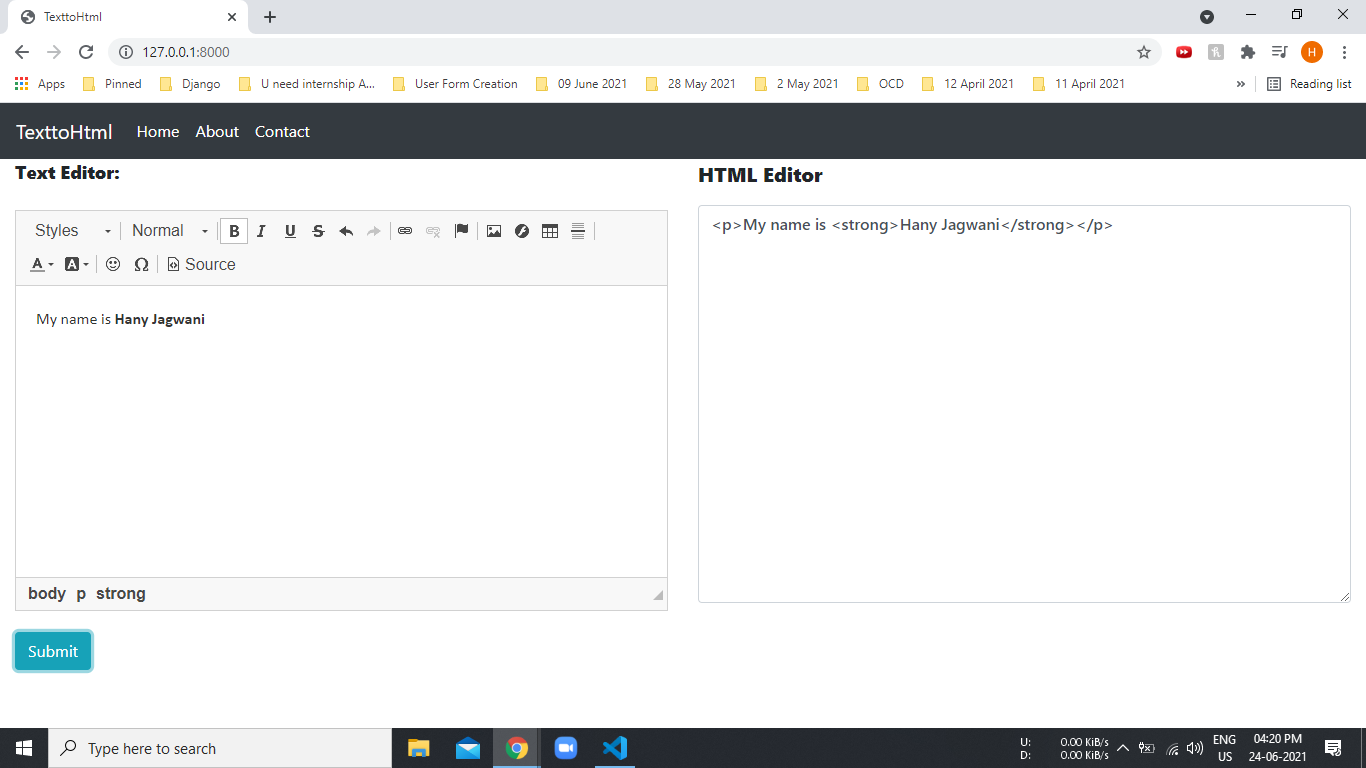 TexttoHtml
127.0.0.1:8000
H
Apps Pinned Django U need internship A... User Form Creation 09 June 2021 28 May 2021 2 May 2021 OCD 12 April 2021 11 April 2021 » Reading list
TexttoHtml Home About Contact
Text Editor:
Styles Normal B I U S
A A Ω Source
My name is Hany Jagwani
body p strong
Submit
HTML Editor
<p>My name is <strong>Hany Jagwani</strong></p>
Type here to search
U: 0.00 KiB/s
D: 0.00 KiB/s
ENG
US
04:20 PM
24-06-2021